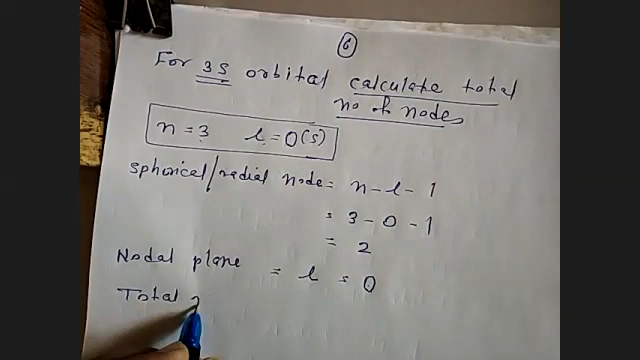 6
For 3S orbital calculate total
no of nodes
n = 3 l = 0(s)
Spherical/radial node = n - l - 1
= 3 - 0 - 1
= 2
Nodal plane = l = 0
Total